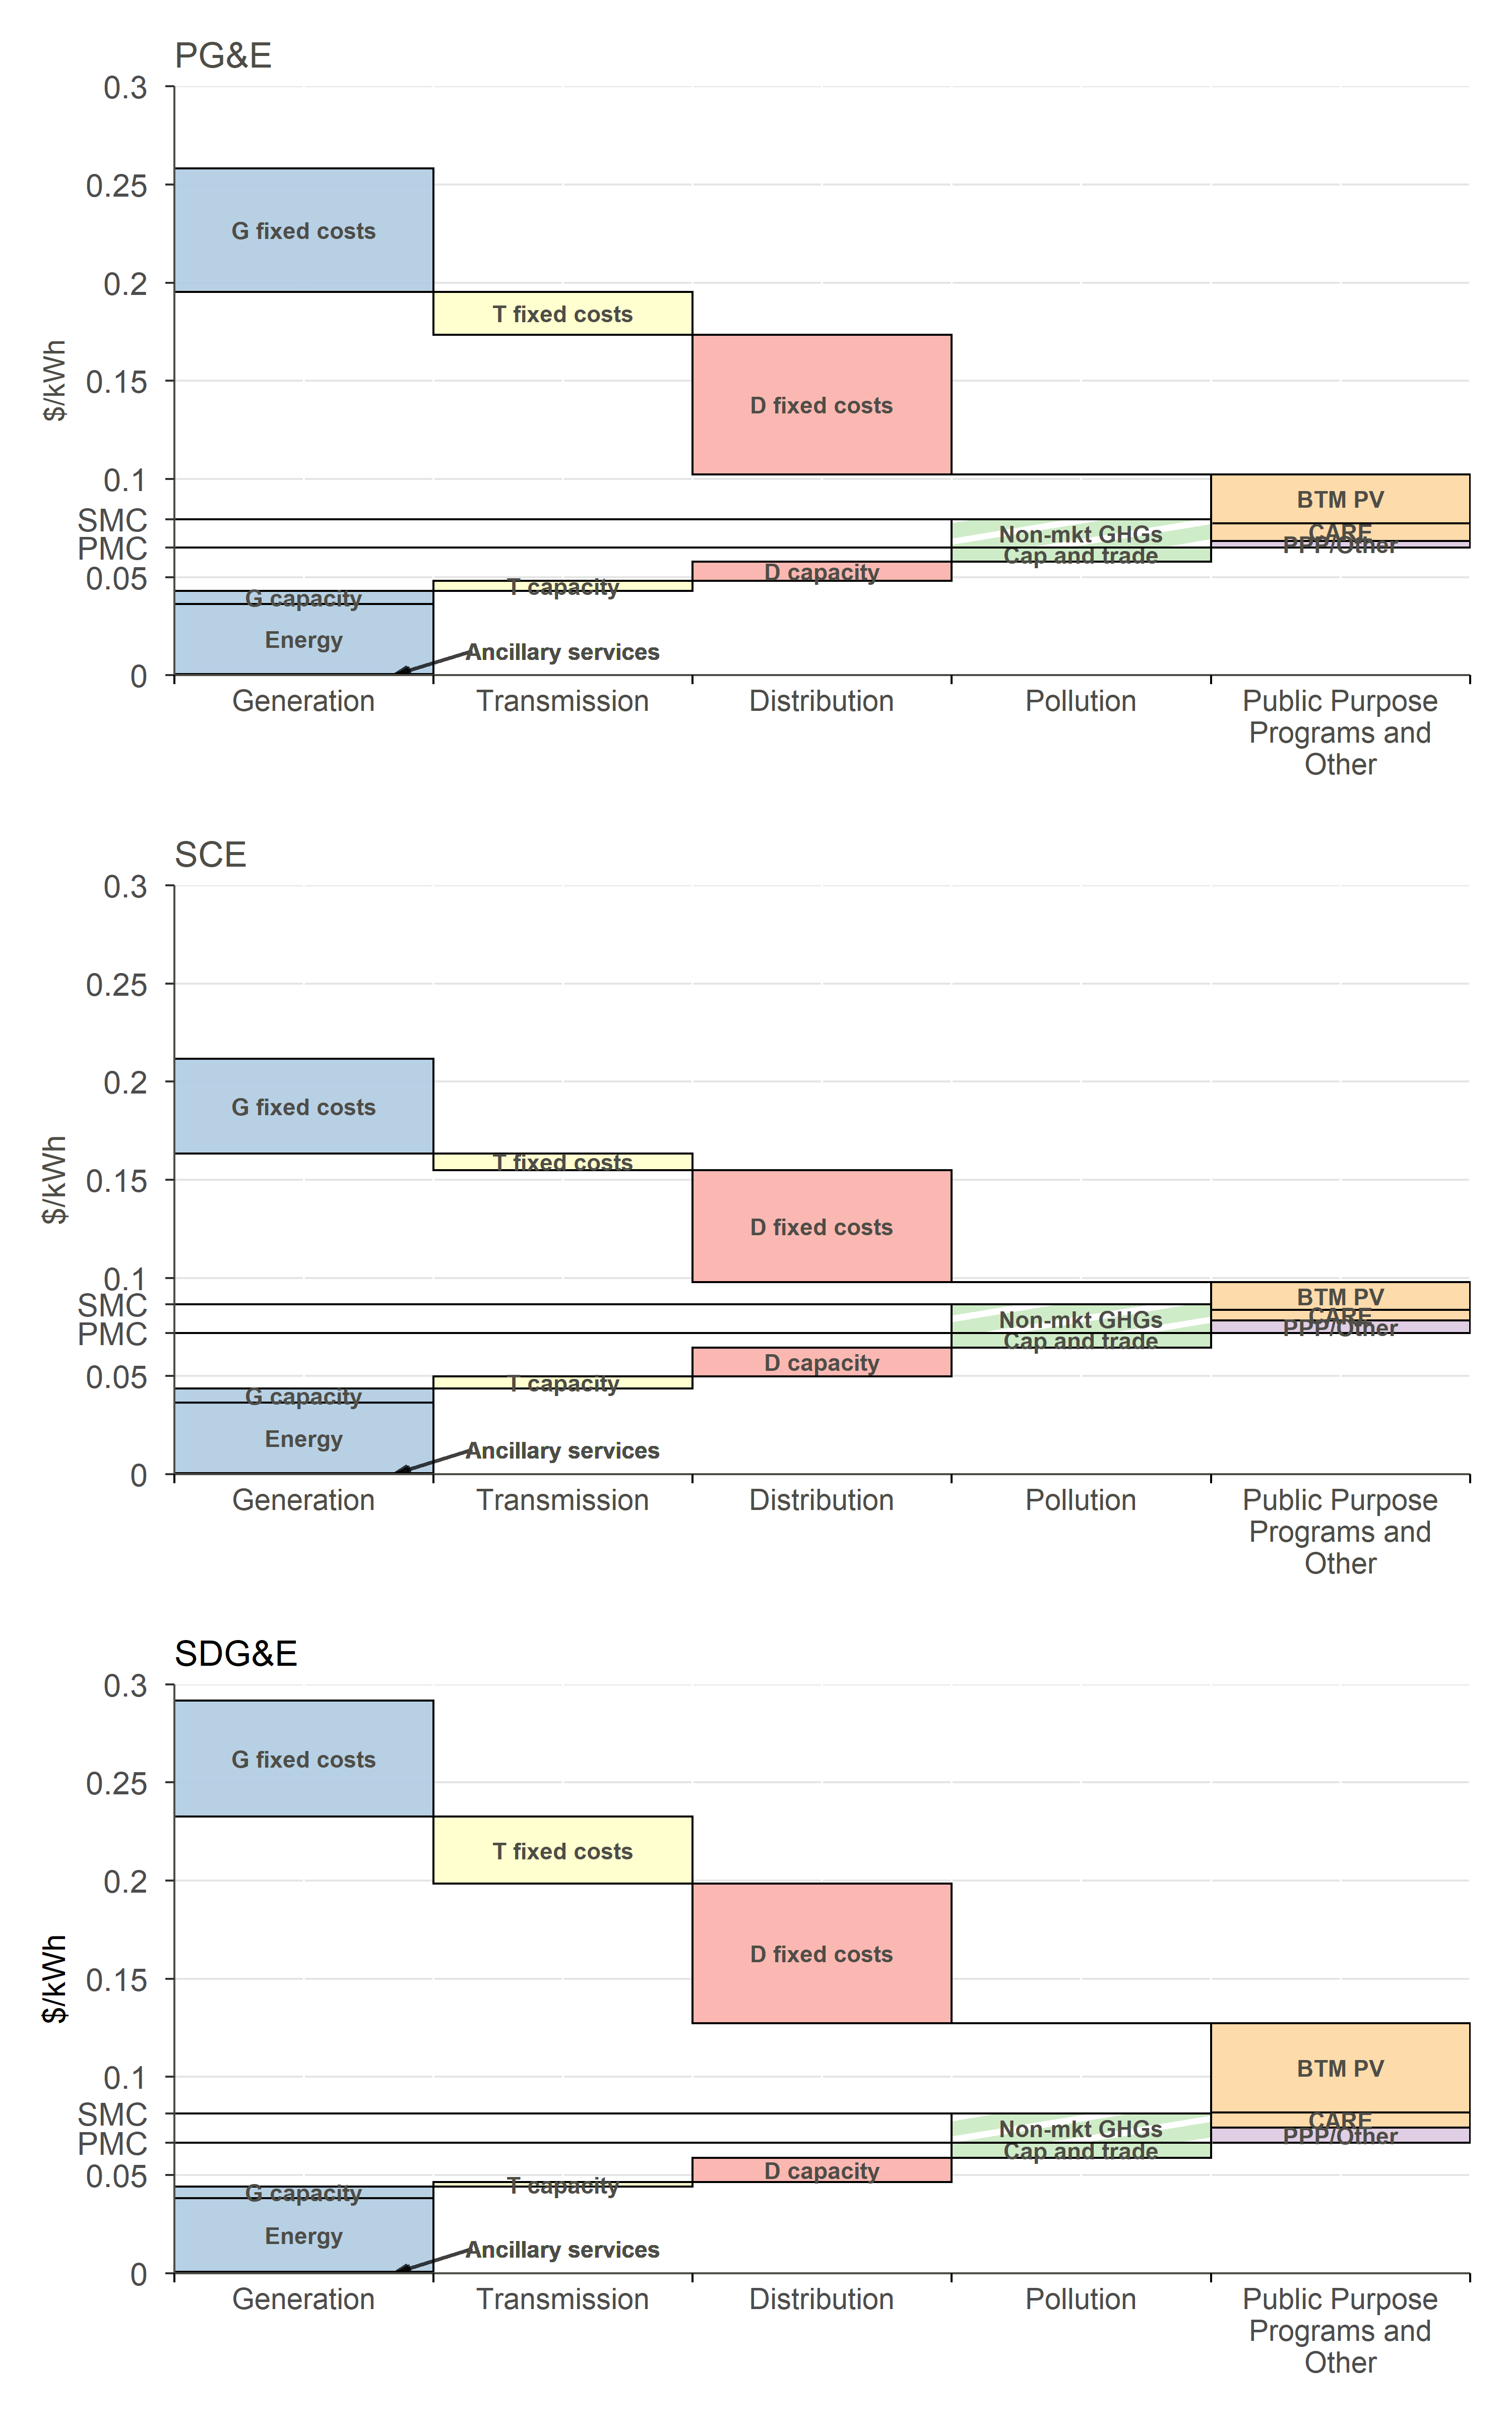 PG&E
0.3
0.25
G fixed costs
0.2
T fixed costs
$/kWh
0.15
D fixed costs
0.1
BTM PV
SMC
CARE
Non-mkt GHGs
PMC
PPP/Other
Cap and trade
0.05
D capacity
T capacity
G capacity
Energy
Ancillary services
0
Generation
Transmission
Distribution
Pollution
Public Purpose
Programs and
Other
SCE
0.3
0.25
0.2
G fixed costs
T fixed costs
0.15
$/kWh
D fixed costs
0.1
BTM PV
SMC
CARE
Non-mkt GHGs
PPP/Other
PMC
Cap and trade
0.05
D capacity
T capacity
G capacity
Energy
Ancillary services
0
Generation
Transmission
Distribution
Pollution
Public Purpose
Programs and
Other
SDG&E
0.3
G fixed costs
0.25
T fixed costs
0.2
D fixed costs
$/kWh
0.15
0.1
BTM PV
SMC
CARE
Non-mkt GHGs
PPP/Other
PMC
Cap and trade
0.05
D capacity
T capacity
G capacity
Energy
Ancillary services
0
Generation
Transmission
Distribution
Pollution
Public Purpose
Programs and
Other